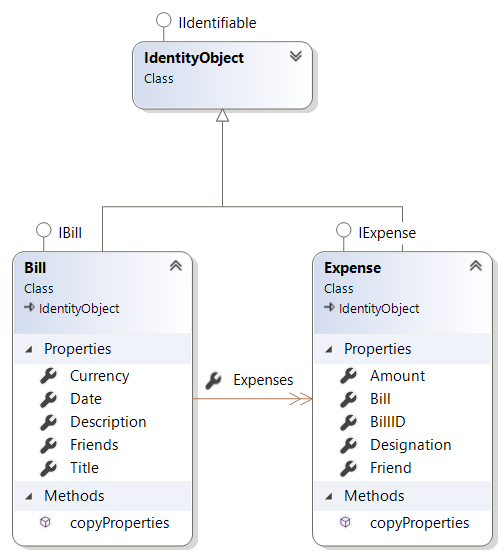 IIdentifiable
IdentityObject
Class
IBill
Bill
Class
IdentityObject
Properties
Currency
Date
Description
Friends
Title
Methods
copyProperties
Expenses
IExpense
Expense
Class
IdentityObject
Properties
Amount
Bill
BillID
Designation
Friend
Methods
copyProperties